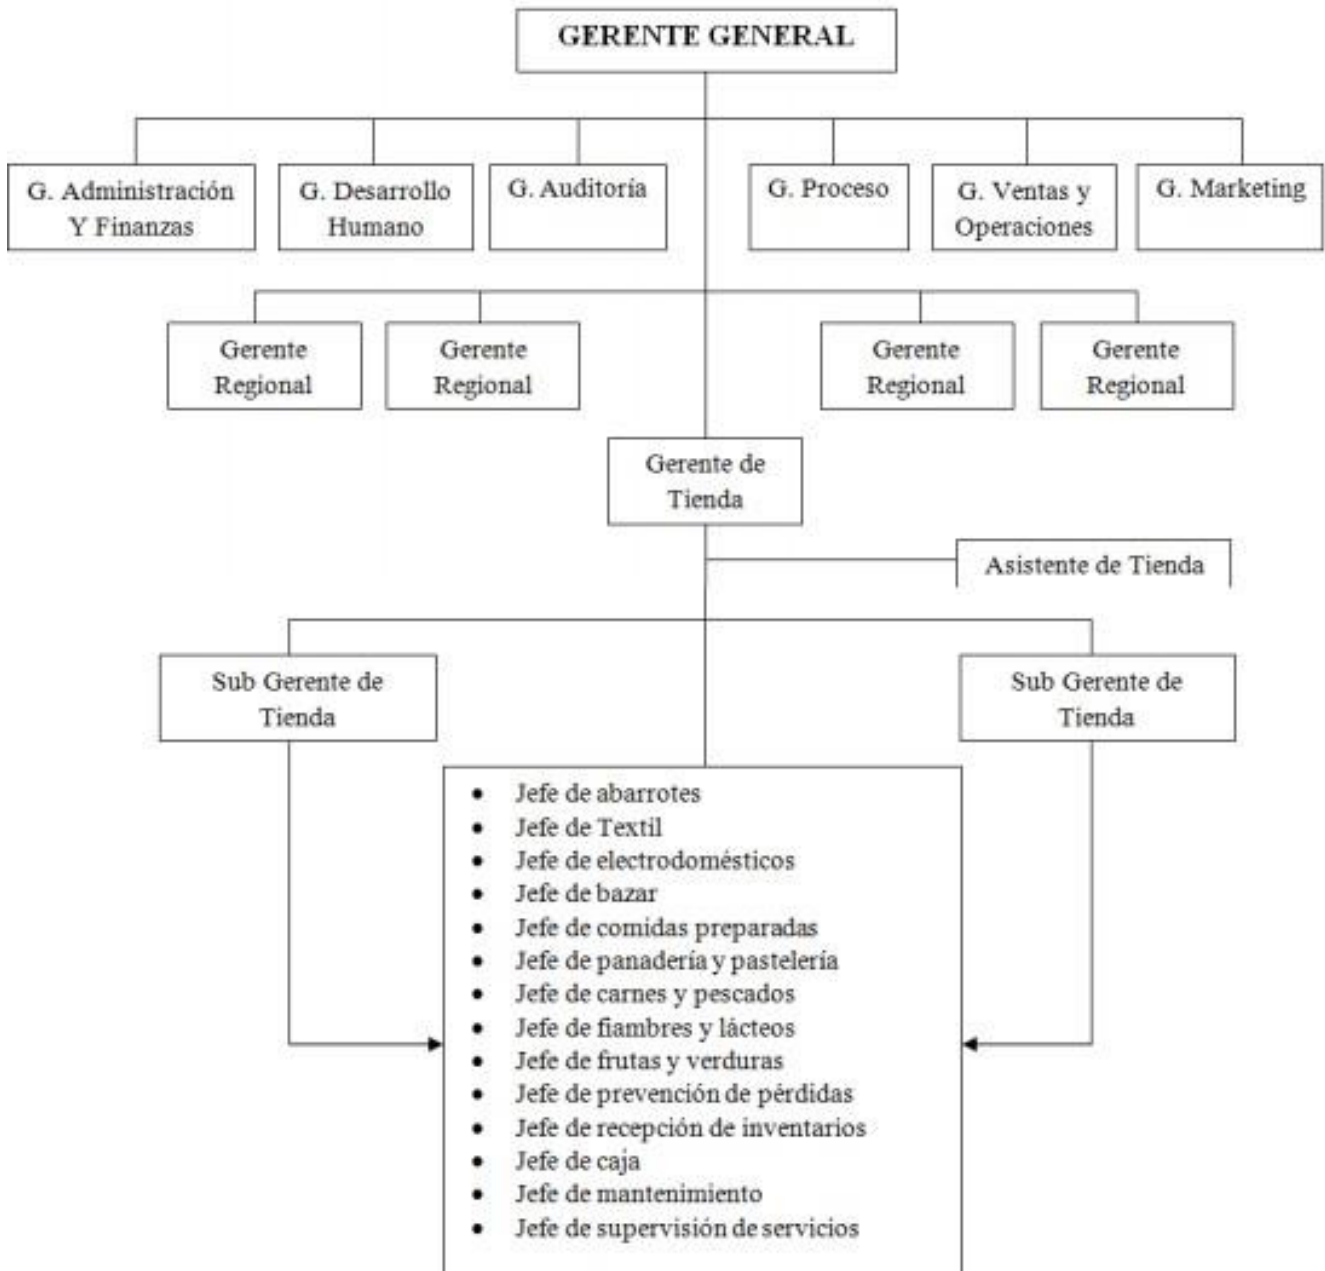 GERENTE GENERAL
G. Administración
Y Finanzas
G. Desarrollo
Humano
G. Auditoría
G. Proceso
G. Ventas y
Operaciones
G. Marketing
Gerente
Regional
Gerente
Regional
Gerente
Regional
Gerente
Regional
Gerente de
Tienda
Asistente de Tienda
Sub Gerente de
Tienda
Sub Gerente de
Tienda
• Jefe de abarrotes
• Jefe de Textil
• Jefe de electrodomésticos
• Jefe de bazar
• Jefe de comidas preparadas
• Jefe de panadería y pastelería
• Jefe de carnes y pescados
• Jefe de fiambres y lácteos
• Jefe de frutas y verduras
• Jefe de prevención de pérdidas
• Jefe de recepción de inventarios
• Jefe de caja
• Jefe de mantenimiento
• Jefe de supervisión de servicios